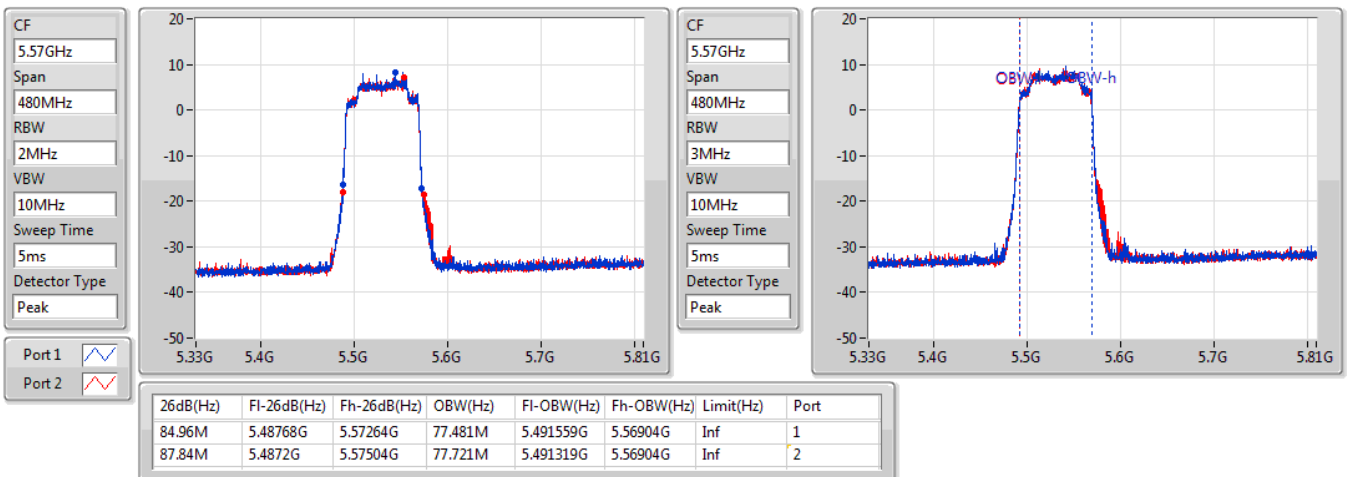 CF
5.57GHz
Span
480MHz
RBW
2MHz
VBW
10MHz
Sweep Time
5ms
Detector Type
Peak
Port 1
Port 2
20
10
0
-10
-20
-30
-40
-50
5.33G 5.4G 5.5G 5.6G 5.7G 5.81G
CF
5.57GHz
Span
480MHz
RBW
3MHz
VBW
10MHz
Sweep Time
5ms
Detector Type
Peak
20
10
0
-10
-20
-30
-40
-50
OBW-h
5.33G 5.4G 5.5G 5.6G 5.7G 5.81G
26dB(Hz) Fl-26dB(Hz) Fh-26dB(Hz) OBW(Hz) Fl-OBW(Hz) Fh-OBW(Hz) Limit(Hz) Port
84.96M 5.48768G 5.57264G 77.481M 5.491559G 5.56904G Inf 1
87.84M 5.4872G 5.57504G 77.721M 5.491319G 5.56904G Inf 2